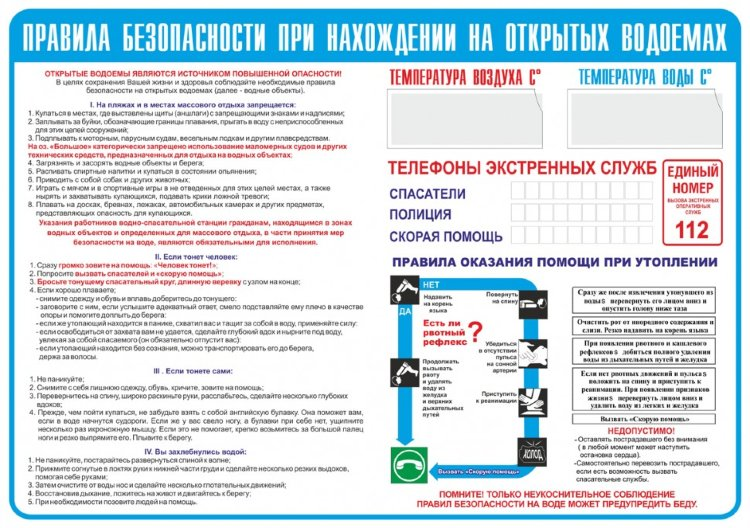 ПРАВИЛА БЕЗОПАСНОСТИ ПРИ НАХОЖДЕНИИ НА ОТКРЫТЫХ ВОДОЕМАХ
ОТКРЫТЫЕ ВОДОЕМЫ ЯВЛЯЮТСЯ ИСТОЧНИКОМ ПОВЫШЕННОЙ ОПАСНОСТИ!
В целях сохранения Вашей жизни и здоровья соблюдайте необходимые правила
безопасности на открытых водоемах (далее - водные объекты).
I. На пляжах и в местах массового отдыха запрещается:
1. Купаться в местах, где выставлены щиты (аншлаги) с запрещающими знаками и надписями;
2. Заплывать за буйки, обозначающие границы плавания, прыгать в воду с неприспособленных
для этих целей сооружений;
3. Подплывать к моторным, парусным судам, весельным лодкам и другим плавсредствам.
На оз. «Большое» категорически запрещено использование маломерных судов и других
технических средств, предназначенных для отдыха на водных объектах:
4. Загрязнять и засорять водные объекты и берега;
5. Распивать спиртные напитки и купаться в состоянии опьянения;
6. Приводить с собой собак и других животных;
7. Играть с мячом и в спортивные игры в не отведенных для этих целей местах, а также
нырять и захватывать купающихся, подавать крики ложной тревоги;
8. Плавать на досках, бревнах, лежаках, автомобильных камерах и других предметах,
представляющих опасность для купающихся.
Указания работников водно-спасательной станции гражданам, находящимся в зонах
водных объектов и определенных для массового отдыха, в части принятия мер
безопасности на воде, являются обязательными для исполнения.
II. Если тонет человек:
1. Сразу громко зовите на помощь: «Человек тонет!»;
2. Попросите вызвать спасателей и «скорую помощь»;
3. Бросьте тонущему спасательный круг, длинную веревку с узлом на конце;
4. Если хорошо плаваете;
- снимите одежду и обувь и вплавь доберитесь до тонущего:
- заговорите с ним, если услышите адекватный ответ, смело подставляйте ему плечо в качестве
опоры и помогите доплыть до берега;
- если же утопающий находится в панике, схватил вас и тащит за собой в воду, применяйте силу:
- если освободиться от захвата вам не удается, сделайте глубокий вдох и нырните под воду,
увлекая за собой спасаемого (он обязательно отпустит вас):
- если утопающий находится без сознания, можно транспортировать его до берега,
держа за волосы.
III . Если тонете сами:
1. Не паникуйте;
2. Снимите с себя лишнюю одежду, обувь, кричите, зовите на помощь;
3. Перевернитесь на спину, широко раскиньте руки, расслабьтесь, сделайте несколько глубоких
вдохов;
4. Прежде, чем пойти купаться, не забудьте взять с собой английскую булавку. Она поможет вам,
если в воде начнутся судороги. Если же у вас свело ногу, а булавки при себе нет, ущипните
несколько раз икроножную мышцу. Если это не помогает, крепко возьмитесь за большой палец
ноги и резко выпрямите его. Плывите к берегу.
IV. Вы захлебнулись водой:
1. Не паникуйте, постарайтесь развернуться спиной к волне;
2. Прижмите согнутые в локтях руки к нижней части груди и сделайте несколько резких выдохов,
помогая себе руками;
3. Затем очистите от воды нос и сделайте несколько глотательных движений;
4. Восстановив дыхание, ложитесь на живот и двигайтесь к берегу;
5. При необходимости позовите людей на помощь.
ТЕМПЕРАТУРА ВОЗДУХА С°
ТЕМПЕРАТУРА ВОДЫ С°
ТЕЛЕФОНЫ ЭКСТРЕННЫХ СЛУЖБ
СПАСАТЕЛИ
ПОЛИЦИЯ
СКОРАЯ ПОМОЩЬ
ЕДИНЫЙ
НОМЕР
ВЫЗОВА ЭКСТРЕННЫХ
ОПЕРАТИВНЫХ
СЛУЖБ
112
ПРАВИЛА ОКАЗАНИЯ ПОМОЩИ ПРИ УТОПЛЕНИИ
НЕТ
ДА
Надавить
на корень
языка
Повернуть
на спину
Есть ли
рвотный
рефлекс
?
Убедиться
в отсутствии
пульса
на сонной
артерии
Продолжать
вызывать
рвоту
и удалять
воду из
желудка
и верхних
дыхательных
путей
Приступить
к реанимации
ХОЛОД
Вызвать «Скорую помощь»
Сразу же после извлечения утонувшего из
воды5 перевернуть его лицом вниз и
опустить голову ниже таза
Очистить рот от инородного содержания и
слизи. Резко надавить на корень языка
При появлении рвотного и кашлевого
рефлексов5 добиться полного удаления
воды из дыхательных путей и желудка
Если нет рвотных движений и пульса5
положить на спину и приступить к
реанимации. При появлении признаков
жизни5 перевернуть лицом вниз и
удалить воду из легких и желудка
Вызвать «Скорую помощь»
НЕДОПУСТИМО!
- Оставлять пострадавшего без внимания
( в любой момент может наступить
остановка сердца).
-Самостоятельно перевозить пострадавшего,
если есть возможность вызвать
спасательные службы.
ПОМНИТЕ! ТОЛЬКО НЕУКОСНИТЕЛЬНОЕ СОБЛЮДЕНИЕ
ПРАВИЛ БЕЗОПАСНОСТИ НА ВОДЕ МОЖЕТ ПРЕДУПРЕДИТЬ БЕДУ.